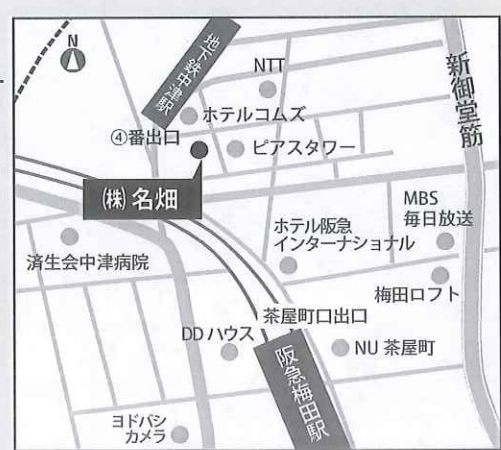 N
地下鉄中津駅
NTT
新御堂筋
ホテルコムズ
④番出口
ピアスタワー
(株)名畑
MBS
毎日放送
ホテル阪急
インターナショナル
済生会中津病院
梅田ロフト
茶屋町口出口
DDハウス
NU 茶屋町
阪急梅田駅
ヨドバシ
カメラ